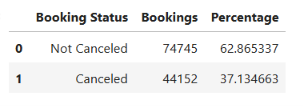 Booking Status Bookings Percentage
0 Not Canceled 74745 62.865337
1 Canceled 44152 37.134663